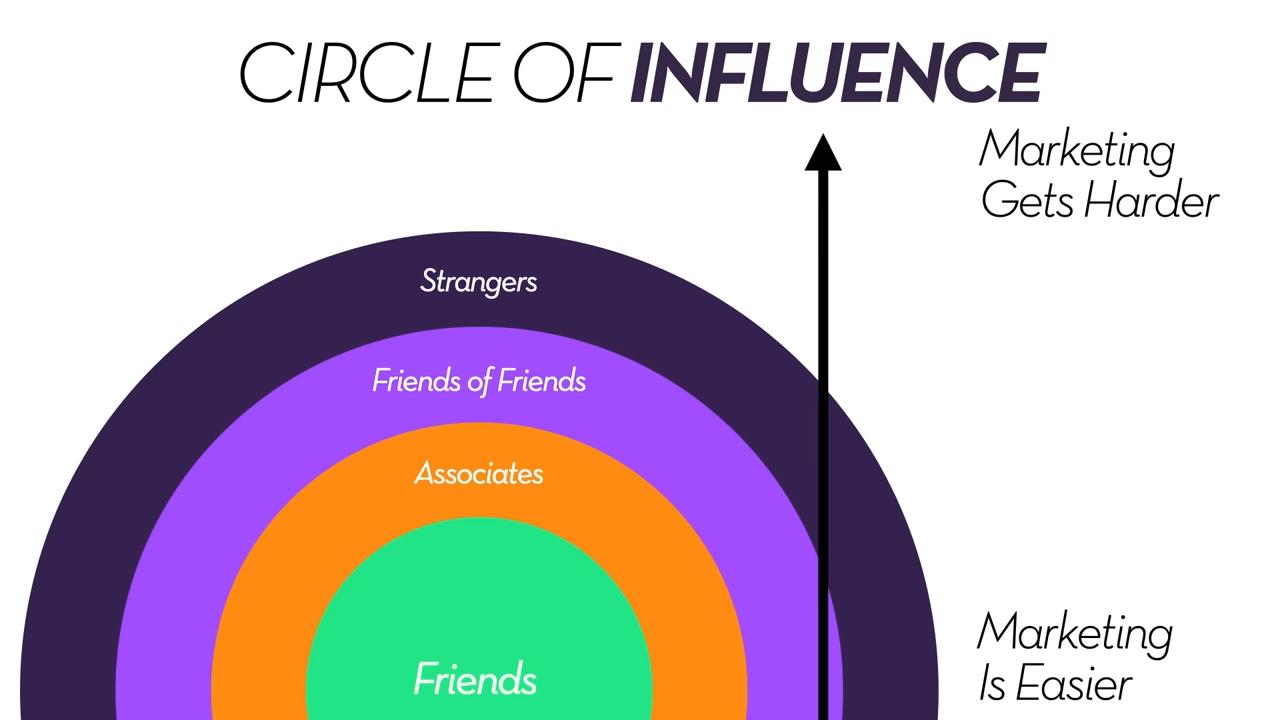 CIRCLE OF INFLUENCE
Marketing
Gets Harder
Strangers
Friends of Friends
Associates
Friends
Marketing
Is Easier